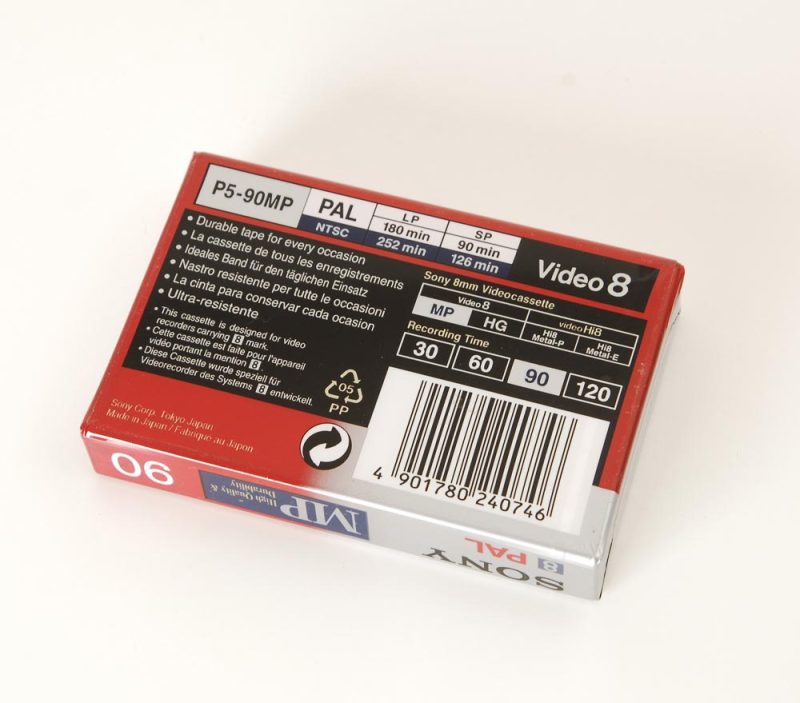 P5-90MP
PAL
NTSC
LP
180 min
252 min
SP
90 min
126 min
Video 8
• Durable tape for every occasion
• La cassette de tous les enregistrements
• Ideales Band für den täglichen Einsatz
• Nastro resistente per tutte le occasioni
• La cinta para conservar cada ocasion
• Ultra-resistente
• This cassette is designed for video
recorders carrying 8 mark.
• Cette cassette est faite pour l'appareil
vidéo portant la mention 8.
• Diese Cassette wurde speziell für
Videorecorder des Systems 8 entwickelt.
Sony 8mm Videocassette
Video 8
video Hi8
MP
HG
Hi8
Metal-P
Hi8
Metal-E
Recording Time
30
60
90
120
05
PP
Sony Corp. Tokyo Japan
Made in Japan / Fabrique au Japon
4 901780 240746
90
MP
High Quality &
Durability
8 PAL
SONY